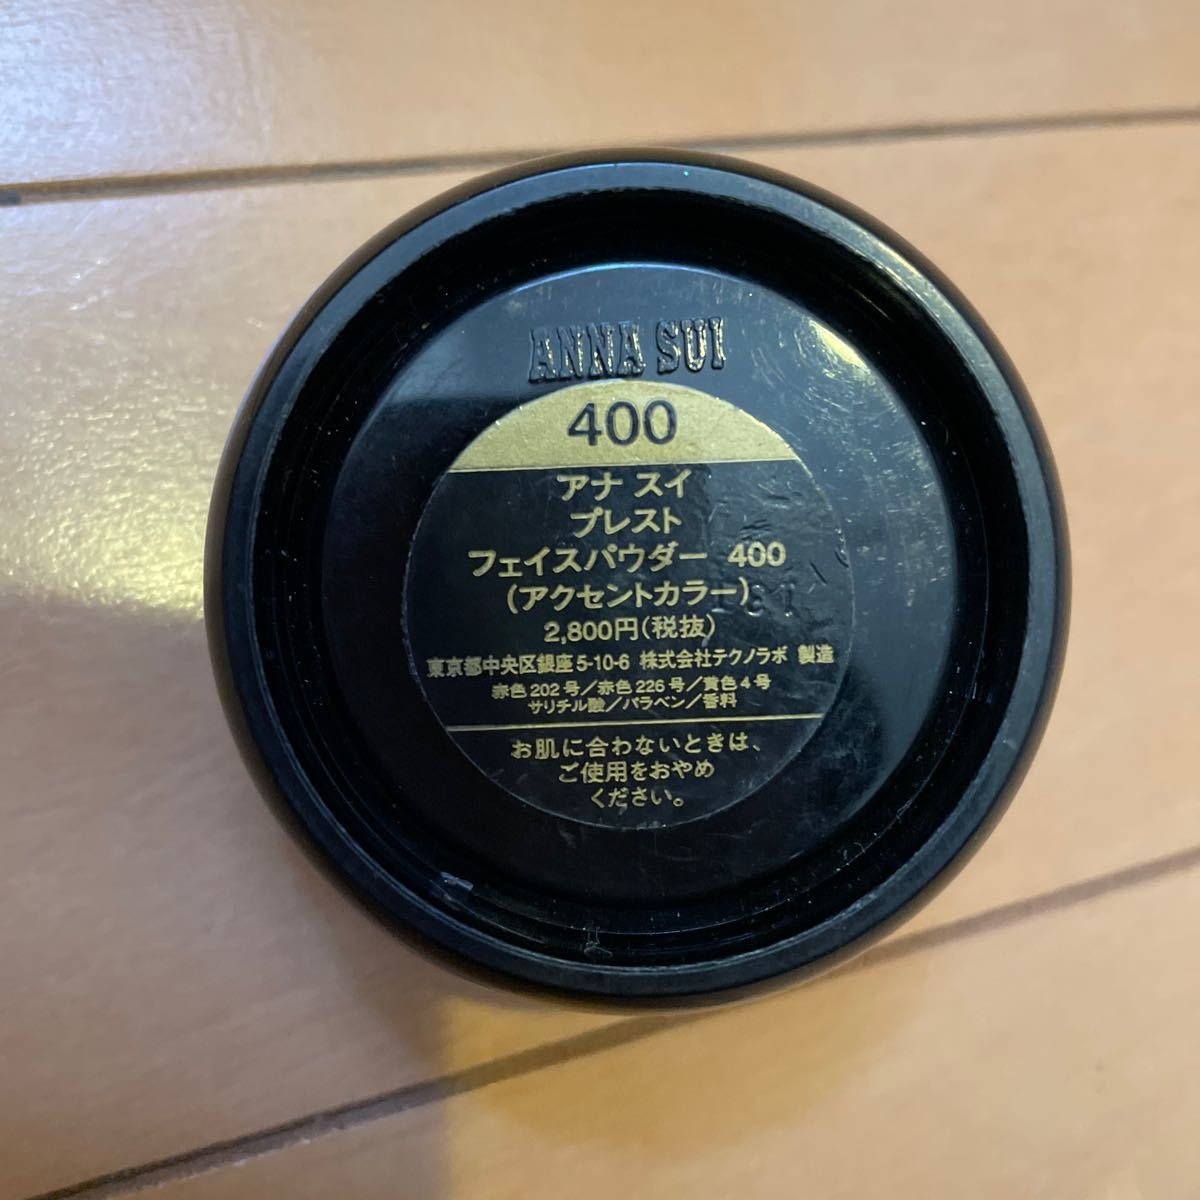 ANNA SUI
400
アナ スイ
プレスト
フェイスパウダー 400
(アクセントカラー)
2,800円(税抜)
東京都中央区銀座5-10-6 株式会社テクノラボ 製造
赤色202号/赤色226号/黄色4号
サリチル酸/パラベン/香料
お肌に合わないときは、
ご使用をおやめ
ください。